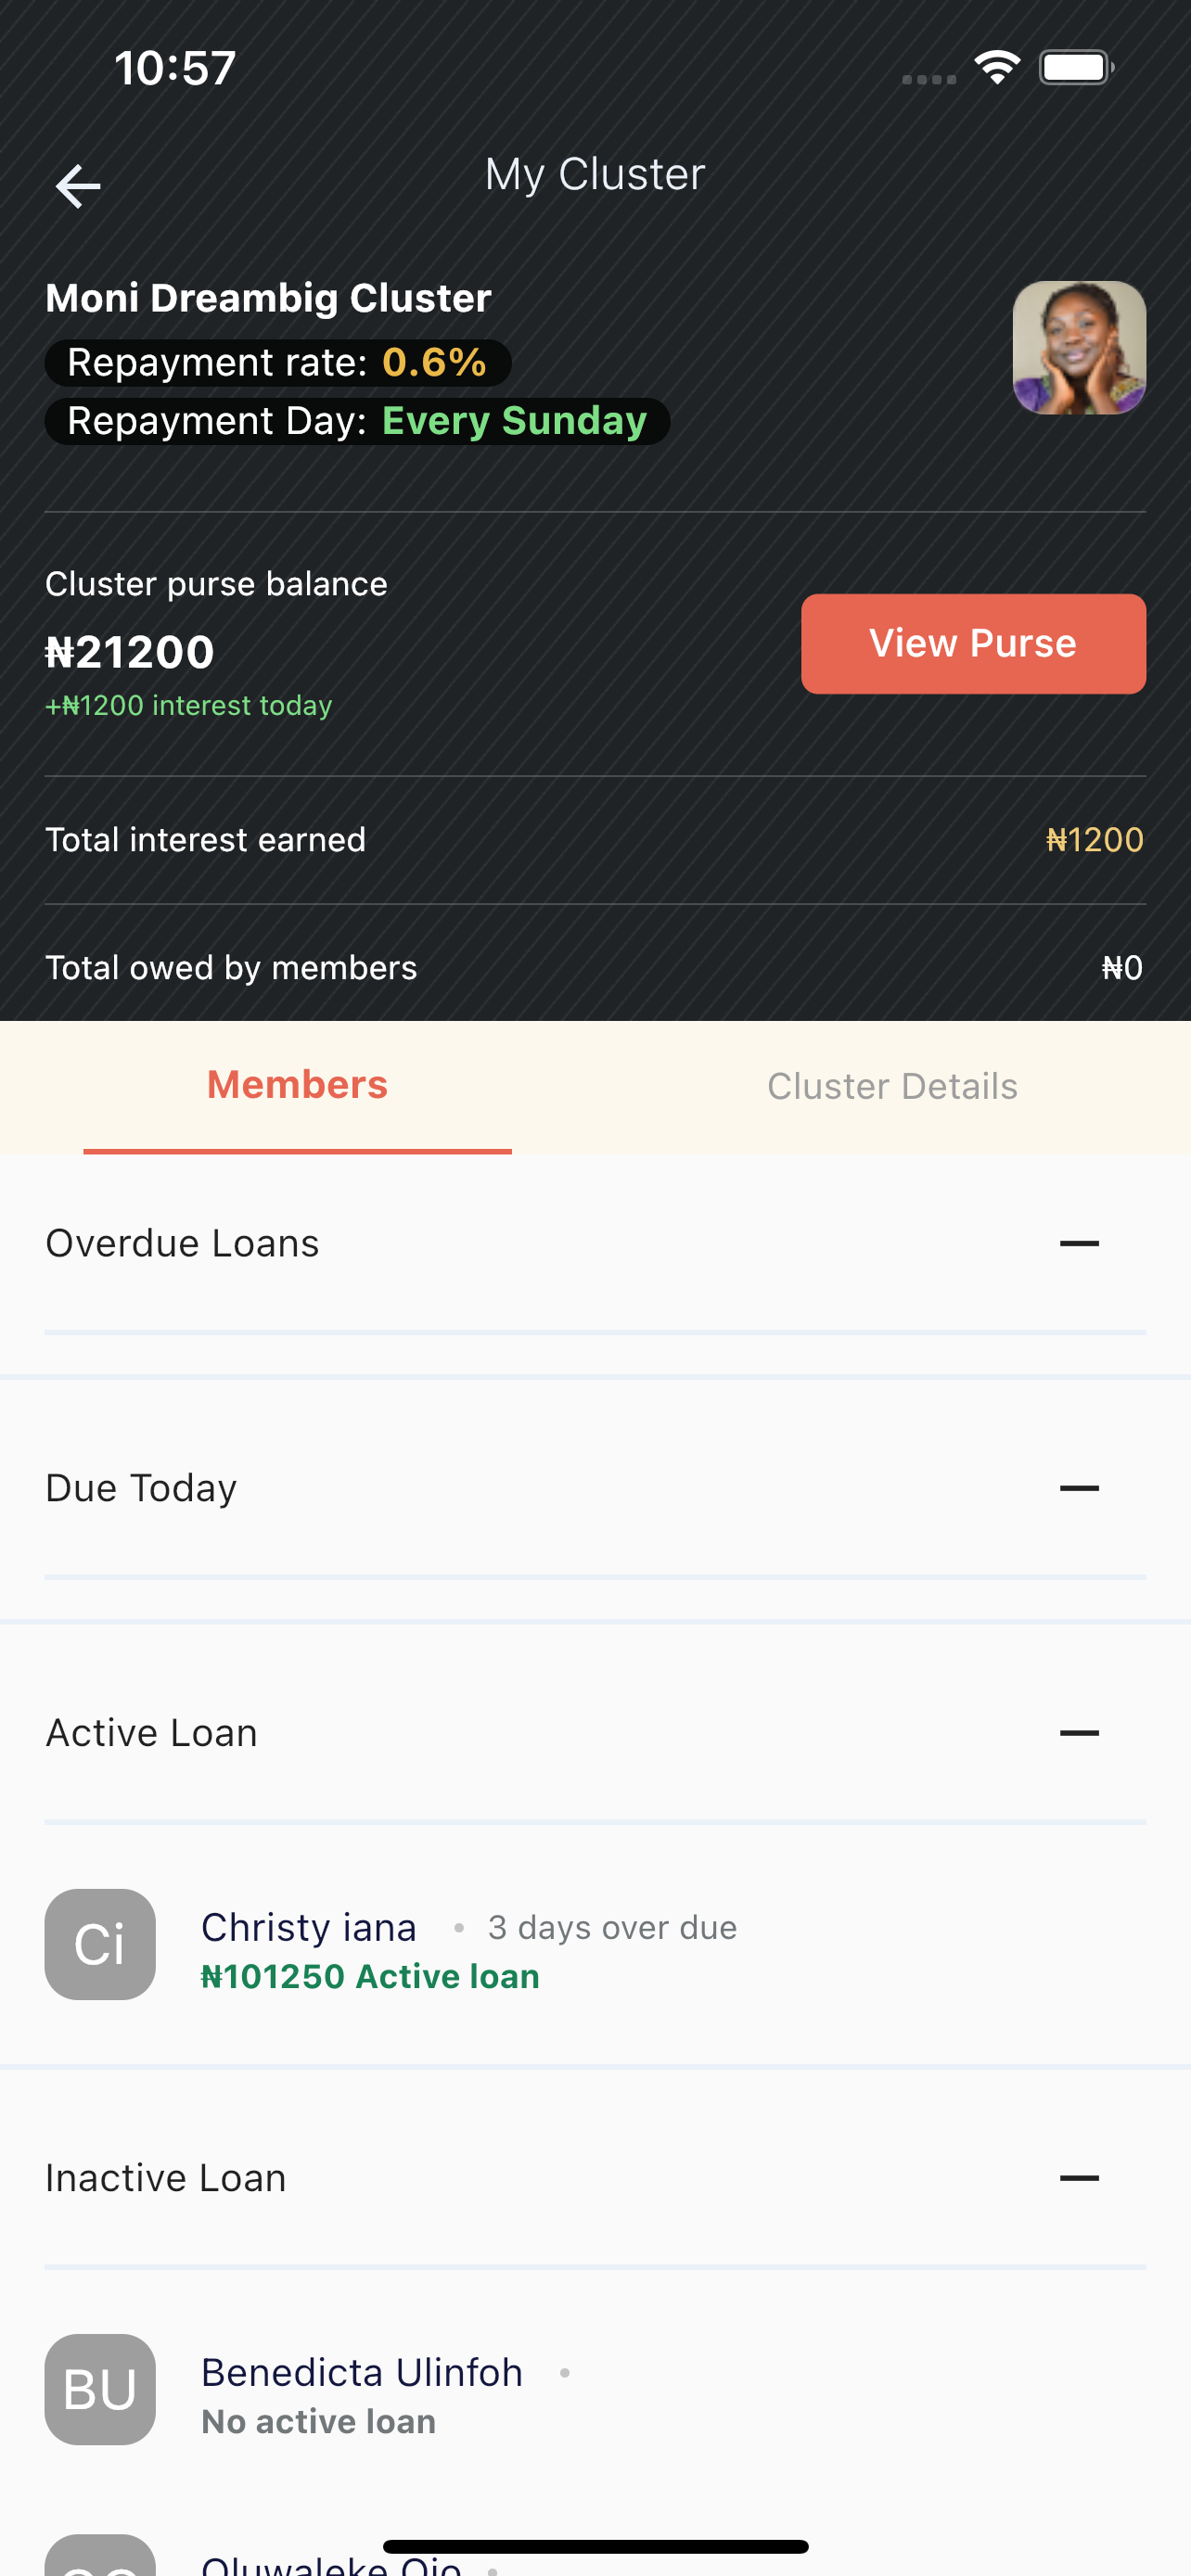 10:57
My Cluster
Moni Dreambig Cluster
Repayment rate: 0.6%
Repayment Day: Every Sunday
Cluster purse balance
₦21200
View Purse
+₦1200 interest today
Total interest earned ₦1200
Total owed by members ₦0
Members Cluster Details
Overdue Loans
Due Today
Active Loan
Ci
Christy iana • 3 days over due
₦101250 Active loan
Inactive Loan
BU
Benedicta Ulinfoh •
No active loan
Oluwaleke Ojo •